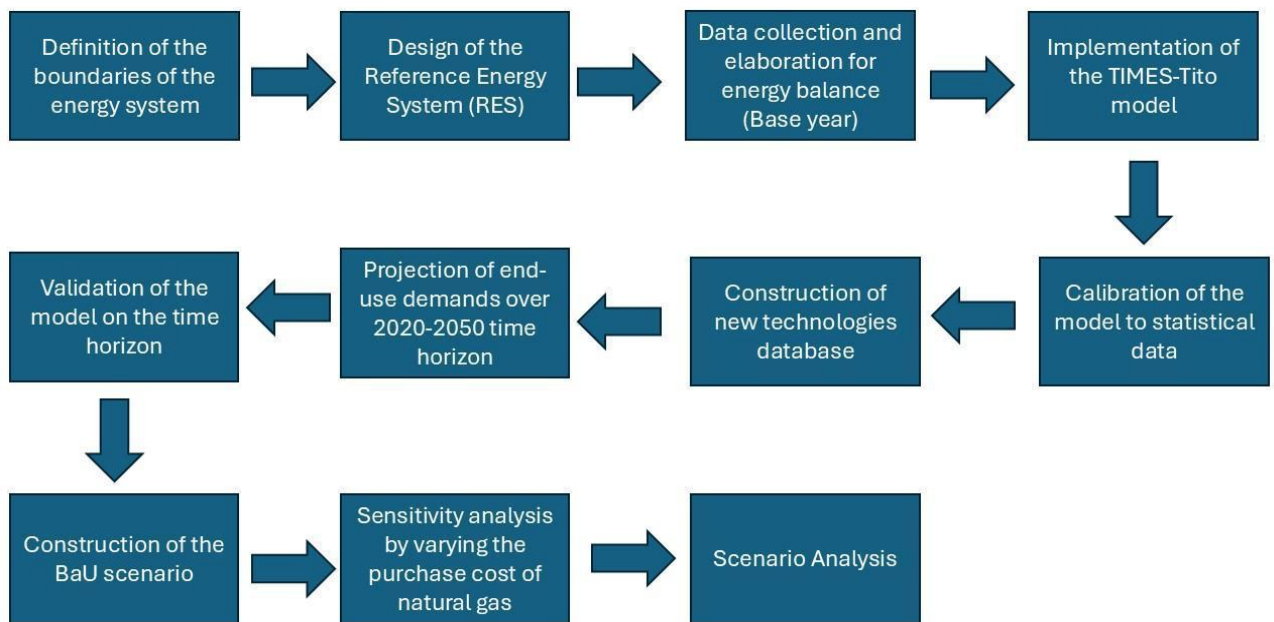 Definition of the
boundaries of the
energy system
Design of the
Reference Energy
System (RES)
Data collection and
elaboration for
energy balance
(Base year)
Implementation of
the TIMES-Tito
model
Calibration of the
model to statistical
data
Construction of
new technologies
database
Projection of end-
use demands over
2020-2050 time
horizon
Validation of the
model on the time
horizon
Construction of the
BaU scenario
Sensitivity analysis
by varying the
purchase cost of
natural gas
Scenario Analysis